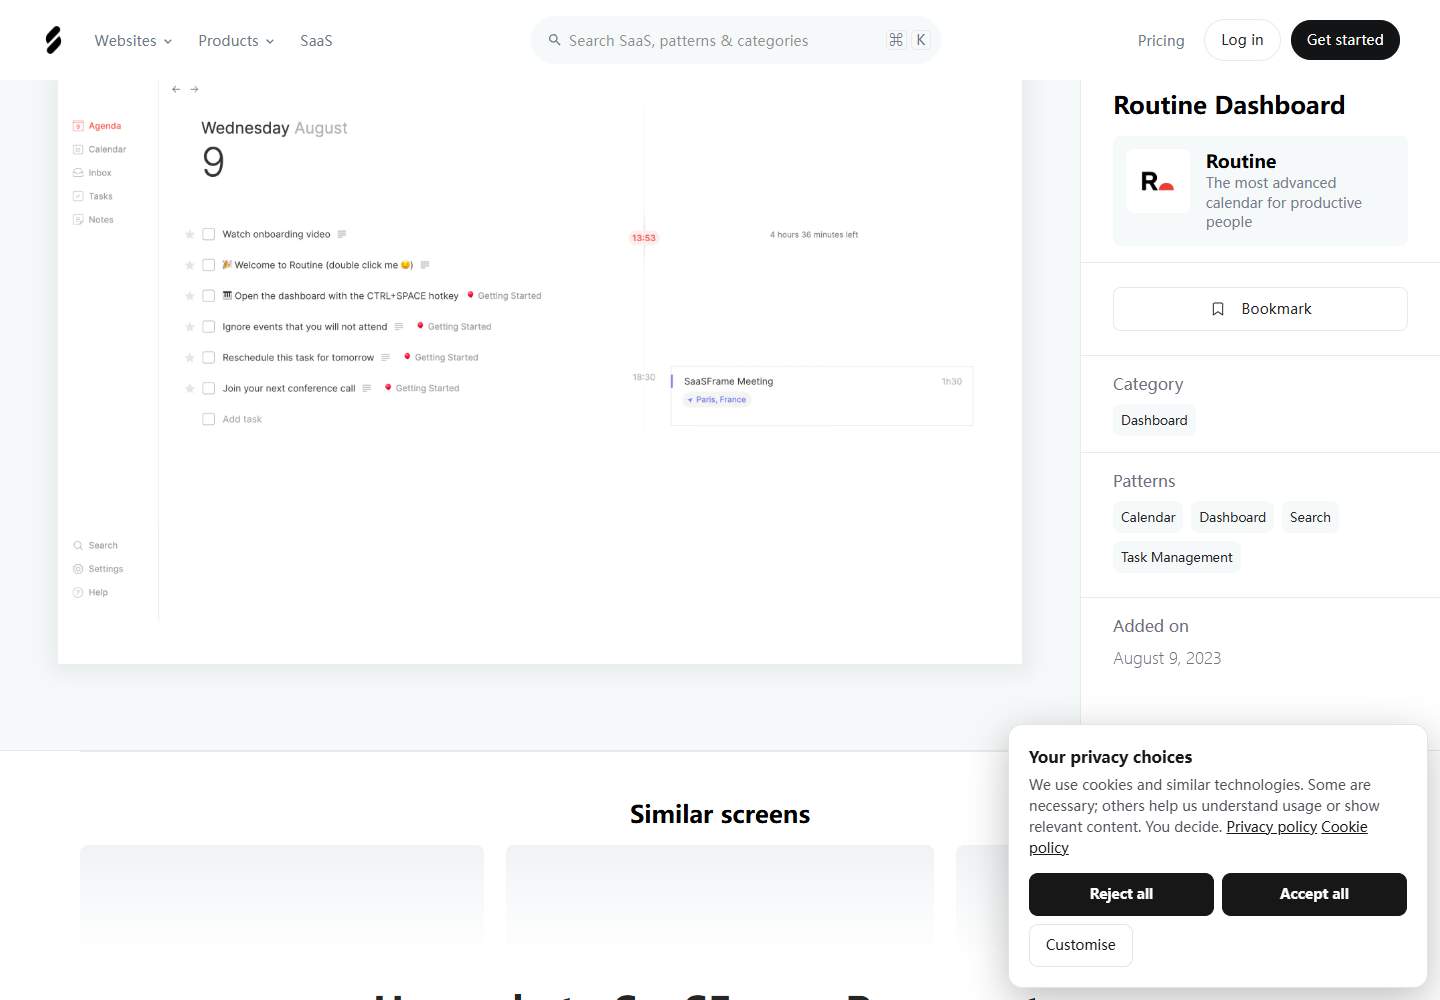 Websites
Products
SaaS
Search SaaS, patterns & categories
⌘ K
Pricing
Log in
Get started
Agenda
Calendar
Inbox
Tasks
Notes
Search
Settings
Help
Wednesday August
9
Watch onboarding video
🎉 Welcome to Routine (double click me 😉)
🎹 Open the dashboard with the CTRL+SPACE hotkey 🎈 Getting Started
Ignore events that you will not attend 🎈 Getting Started
Reschedule this task for tomorrow 🎈 Getting Started
Join your next conference call 🎈 Getting Started
Add task
13:53
4 hours 36 minutes left
18:30
SaaSFrame Meeting
1h30
Paris, France
Routine Dashboard
R
Routine
The most advanced
calendar for productive
people
Bookmark
Category
Dashboard
Patterns
Calendar
Dashboard
Search
Task Management
Added on
August 9, 2023
Similar screens
Your privacy choices
We use cookies and similar technologies. Some are
necessary; others help us understand usage or show
relevant content. You decide. Privacy policy Cookie
policy
Reject all
Accept all
Customise